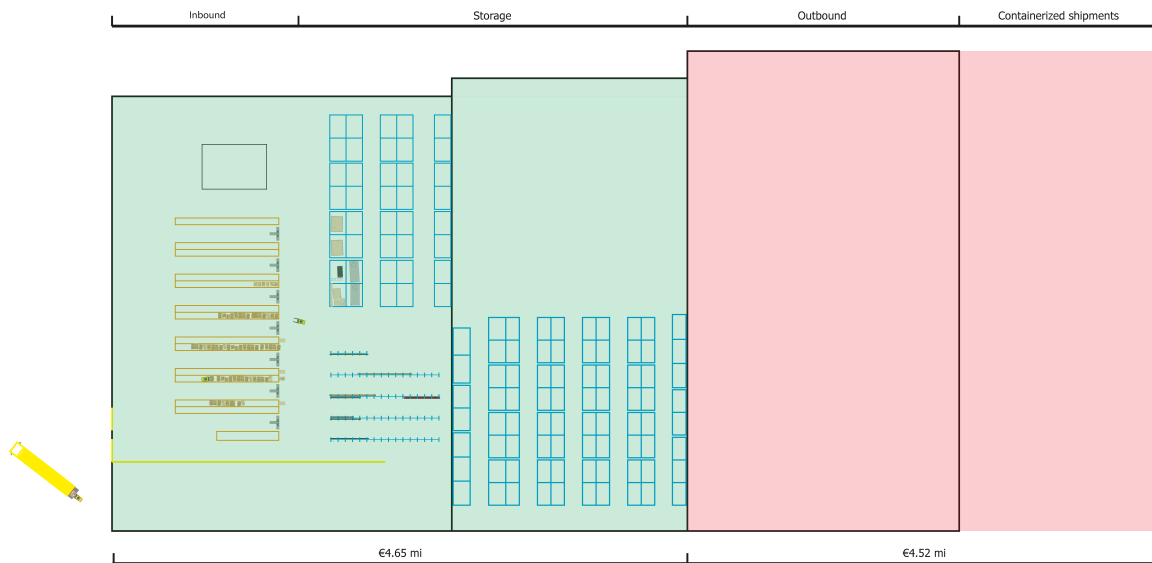 Inbound
Storage
Outbound
Containerized shipments
€4.65 mi
€4.52 mi